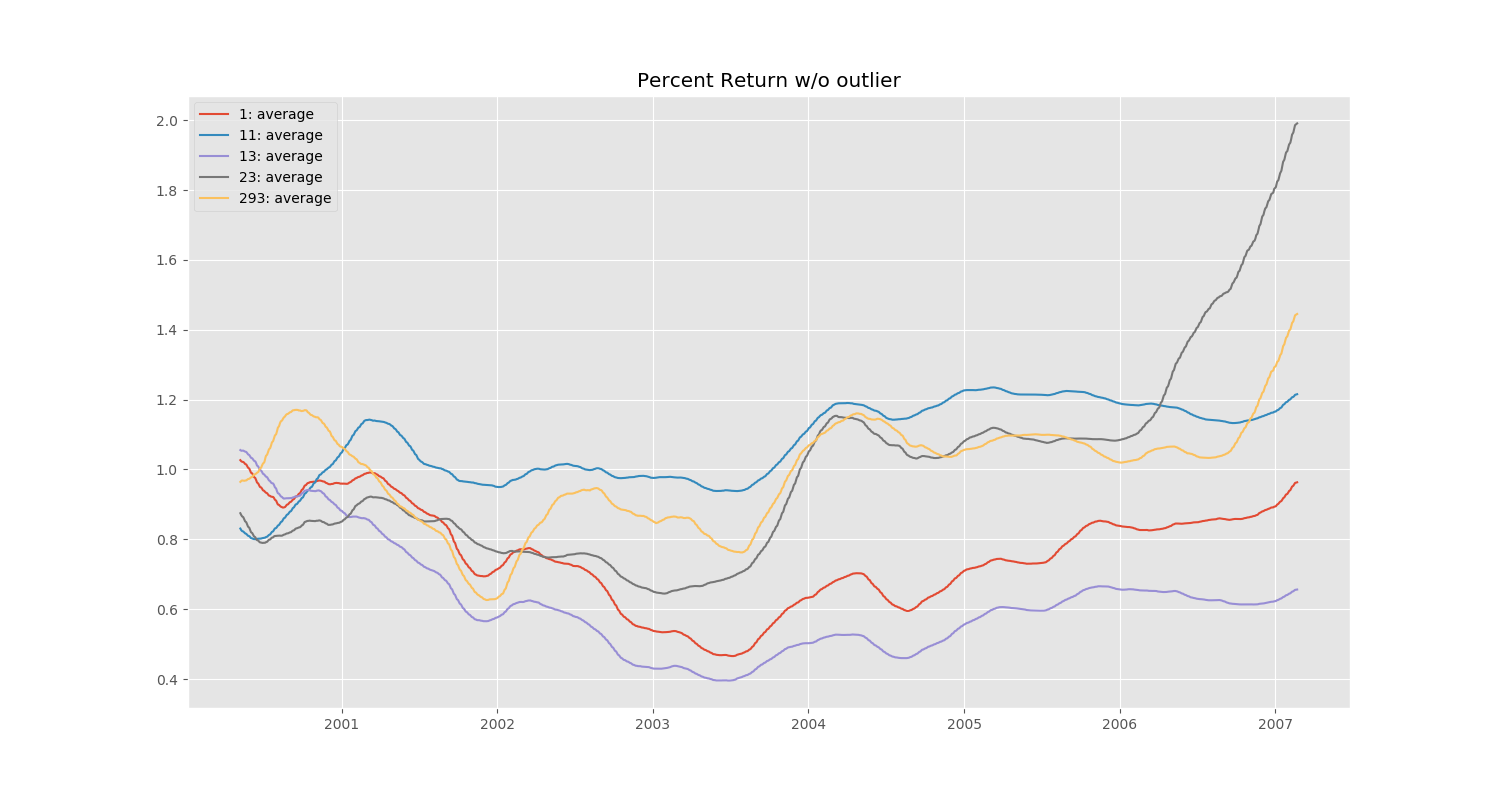 Percent Return w/o outlier
1: average
11: average
13: average
23: average
293: average
2.0
1.8
1.6
1.4
1.2
1.0
0.8
0.6
0.4
2001 2002 2003 2004 2005 2006 2007